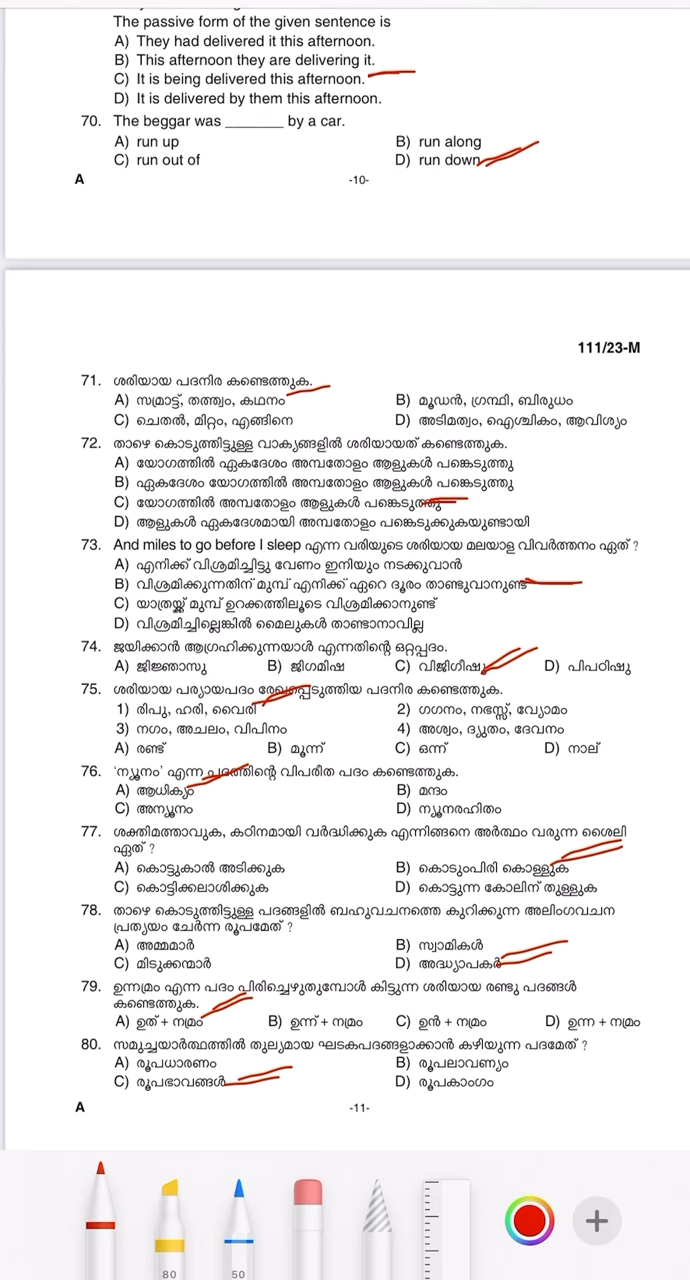 The passive form of the given sentence is
A) They had delivered it this afternoon.
B) This afternoon they are delivering it.
C) It is being delivered this afternoon.
D) It is delivered by them this afternoon.
70. The beggar was _______ by a car.
A) run up B) run along
C) run out of D) run down
A -10-
111/23-M
71. ശരിയായ പദനിര കണ്ടെത്തുക.
A) സമ്രാട്ട്, തത്ത്വം, കഥനം B) മൂഡൻ, ഗ്രന്ഥി, ബിരുധം
C) ചെതൽ, മിറ്റം, എങ്ങിനെ D) അടിമത്വം, ഐശ്ചികം, ആവിശ്യം
72. താഴെ കൊടുത്തിട്ടുള്ള വാക്യങ്ങളിൽ ശരിയായത് കണ്ടെത്തുക.
A) യോഗത്തിൽ ഏകദേശം അമ്പതോളം ആളുകൾ പങ്കെടുത്തു
B) ഏകദേശം യോഗത്തിൽ അമ്പതോളം ആളുകൾ പങ്കെടുത്തു
C) യോഗത്തിൽ അമ്പതോളം ആളുകൾ പങ്കെടുത്തു
D) ആളുകൾ ഏകദേശമായി അമ്പതോളം പങ്കെടുക്കുകയുണ്ടായി
73. And miles to go before I sleep എന്ന വരിയുടെ ശരിയായ മലയാള വിവർത്തനം ഏത് ?
A) എനിക്ക് വിശ്രമിച്ചിട്ടു വേണം ഇനിയും നടക്കുവാൻ
B) വിശ്രമിക്കുന്നതിന് മുമ്പ് എനിക്ക് ഏറെ ദൂരം താണ്ടുവാനുണ്ട്
C) യാത്രയ്ക്ക് മുമ്പ് ഉറക്കത്തിലൂടെ വിശ്രമിക്കാനുണ്ട്
D) വിശ്രമിച്ചില്ലെങ്കിൽ മൈലുകൾ താണ്ടാനാവില്ല
74. ജയിക്കാൻ ആഗ്രഹിക്കുന്നയാൾ എന്നതിന്റെ ഒറ്റപ്പദം.
A) ജിജ്ഞാസു B) ജിഗമിഷ C) വിജിഗീഷു D) പിപഠിഷു
75. ശരിയായ പര്യായപദം രേഖപ്പെടുത്തിയ പദനിര കണ്ടെത്തുക.
1) രിപു, ഹരി, വൈരി 2) ഗഗനം, നഭസ്സ്, വ്യോമം
3) നഗം, അചലം, വിപിനം 4) അശ്വം, ദ്യുതം, ദേവനം
A) രണ്ട് B) മൂന്ന് C) ഒന്ന് D) നാല്
76. 'ന്യൂനം' എന്ന പദത്തിന്റെ വിപരീത പദം കണ്ടെത്തുക.
A) ആധിക്യം B) മന്ദം
C) അന്യൂനം D) ന്യൂനരഹിതം
77. ശക്തിമത്താവുക, കഠിനമായി വർദ്ധിക്കുക എന്നിങ്ങനെ അർത്ഥം വരുന്ന ശൈലി
ഏത് ?
A) കൊട്ടുകാൽ അടിക്കുക B) കൊടുംപിരി കൊള്ളുക
C) കൊട്ടിക്കലാശിക്കുക D) കൊട്ടുന്ന കോലിന് തുള്ളുക
78. താഴെ കൊടുത്തിട്ടുള്ള പദങ്ങളിൽ ബഹുവചനത്തെ കുറിക്കുന്ന അലിംഗവചന
പ്രത്യയം ചേർന്ന രൂപമേത് ?
A) അമ്മമാർ B) സ്വാമികൾ
C) മിടുക്കന്മാർ D) അദ്ധ്യാപകർ
79. ഉന്നമ്രം എന്ന പദം പിരിച്ചെഴുതുമ്പോൾ കിട്ടുന്ന ശരിയായ രണ്ടു പദങ്ങൾ
കണ്ടെത്തുക.
A) ഉത് + നമ്രം B) ഉന്ന് + നമ്രം C) ഉൻ + നമ്രം D) ഉന്ന + നമ്രം
80. സമുച്ചയാർത്ഥത്തിൽ തുല്യമായ ഘടകപദങ്ങളാക്കാൻ കഴിയുന്ന പദമേത് ?
A) രൂപധാരണം B) രൂപലാവണ്യം
C) രൂപഭാവങ്ങൾ D) രൂപകാംഗം
A -11-
80 50